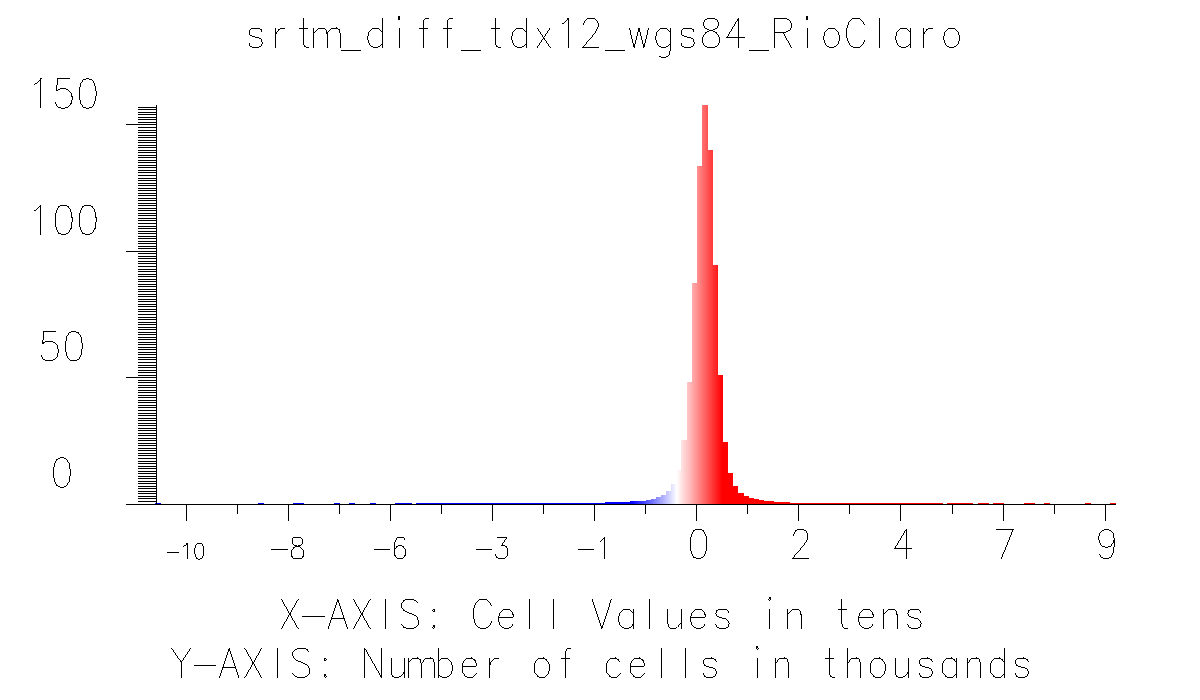 srtm_diff_tdx12_wgs84_RioClaro
150
100
50
0
-10 -8 -6 -3 -1 0 2 4 7 9
X-AXIS: Cell Values in tens
Y-AXIS: Number of cells in thousands